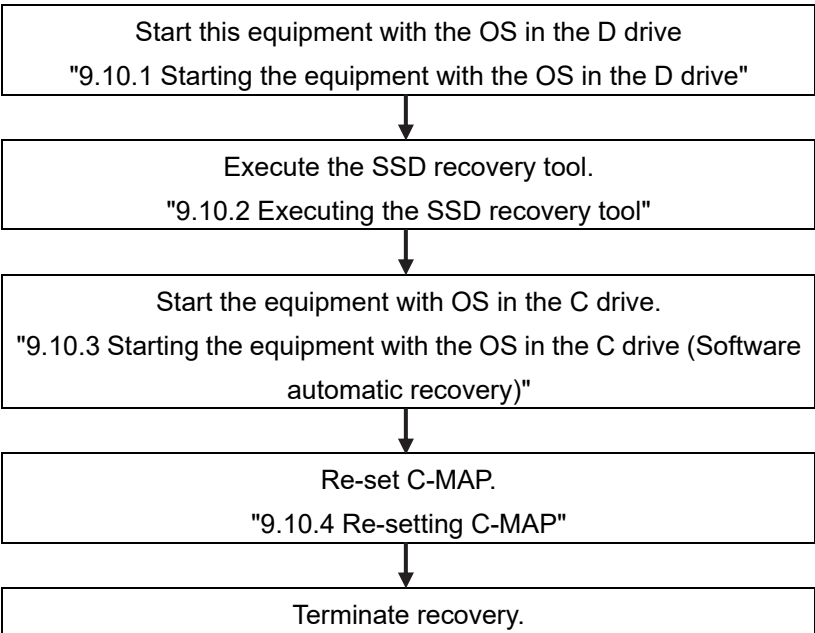 Start this equipment with the OS in the D drive
"9.10.1 Starting the equipment with the OS in the D drive"
Execute the SSD recovery tool.
"9.10.2 Executing the SSD recovery tool"
Start the equipment with OS in the C drive.
"9.10.3 Starting the equipment with the OS in the C drive (Software
automatic recovery)"
Re-set C-MAP.
"9.10.4 Re-setting C-MAP"
Terminate recovery.